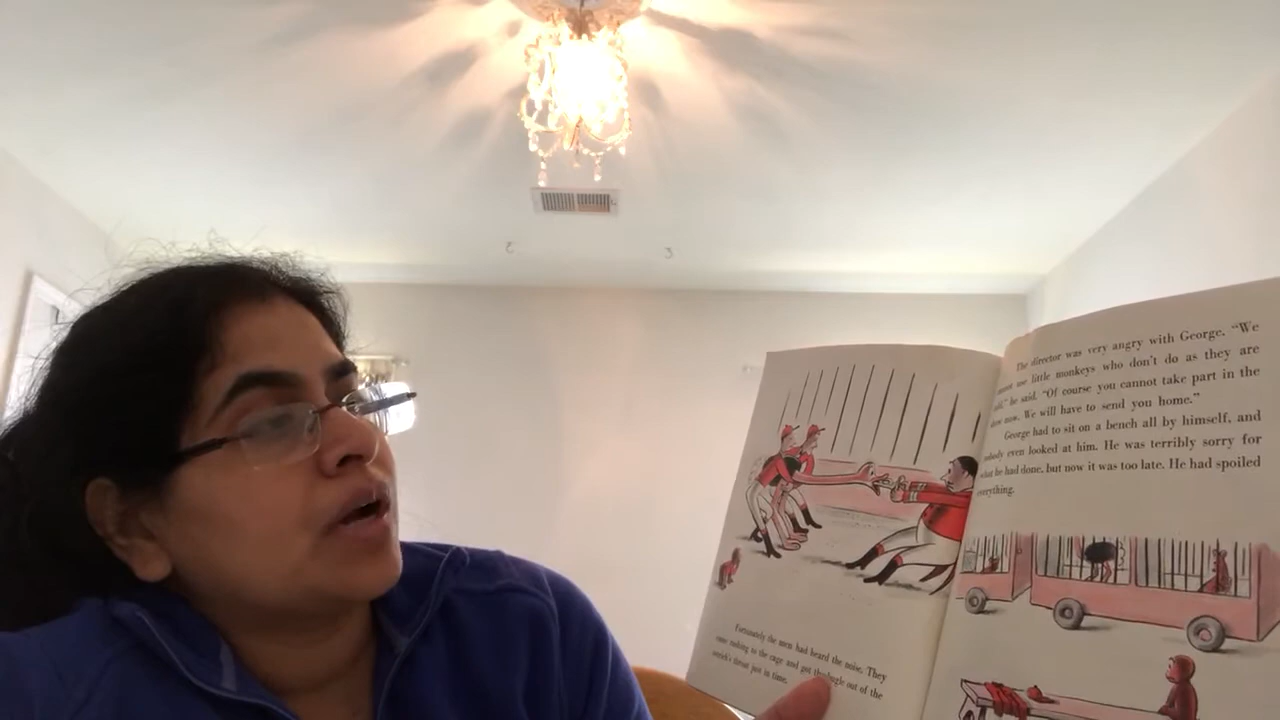 Fortunately the men had heard the noise. They
came rushing to the cage and got the bugle out of the
ostrich's throat just in time.
The director was very angry with George. "We
cannot use little monkeys who don't do as they are
told," he said. "Of course you cannot take part in the
show now. We will have to send you home."
George had to sit on a bench all by himself, and
nobody even looked at him. He was terribly sorry for
what he had done, but now it was too late. He had spoiled
everything.